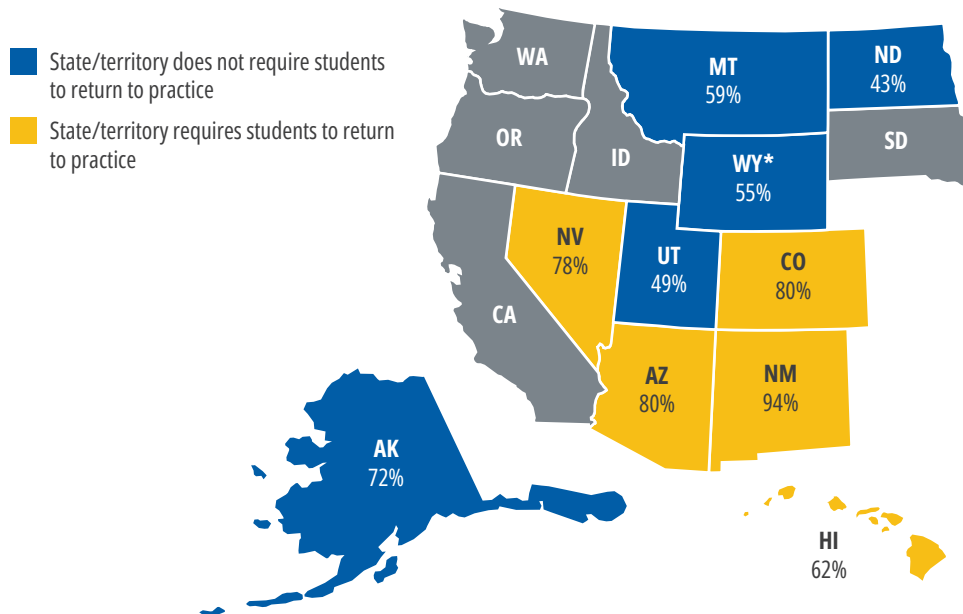 State/territory does not require students
to return to practice
State/territory requires students to return
to practice
WA
MT
59%
ND
43%
OR
ID
SD
WY*
55%
NV
78%
UT
49%
CO
80%
CA
AZ
80%
NM
94%
AK
72%
HI
62%